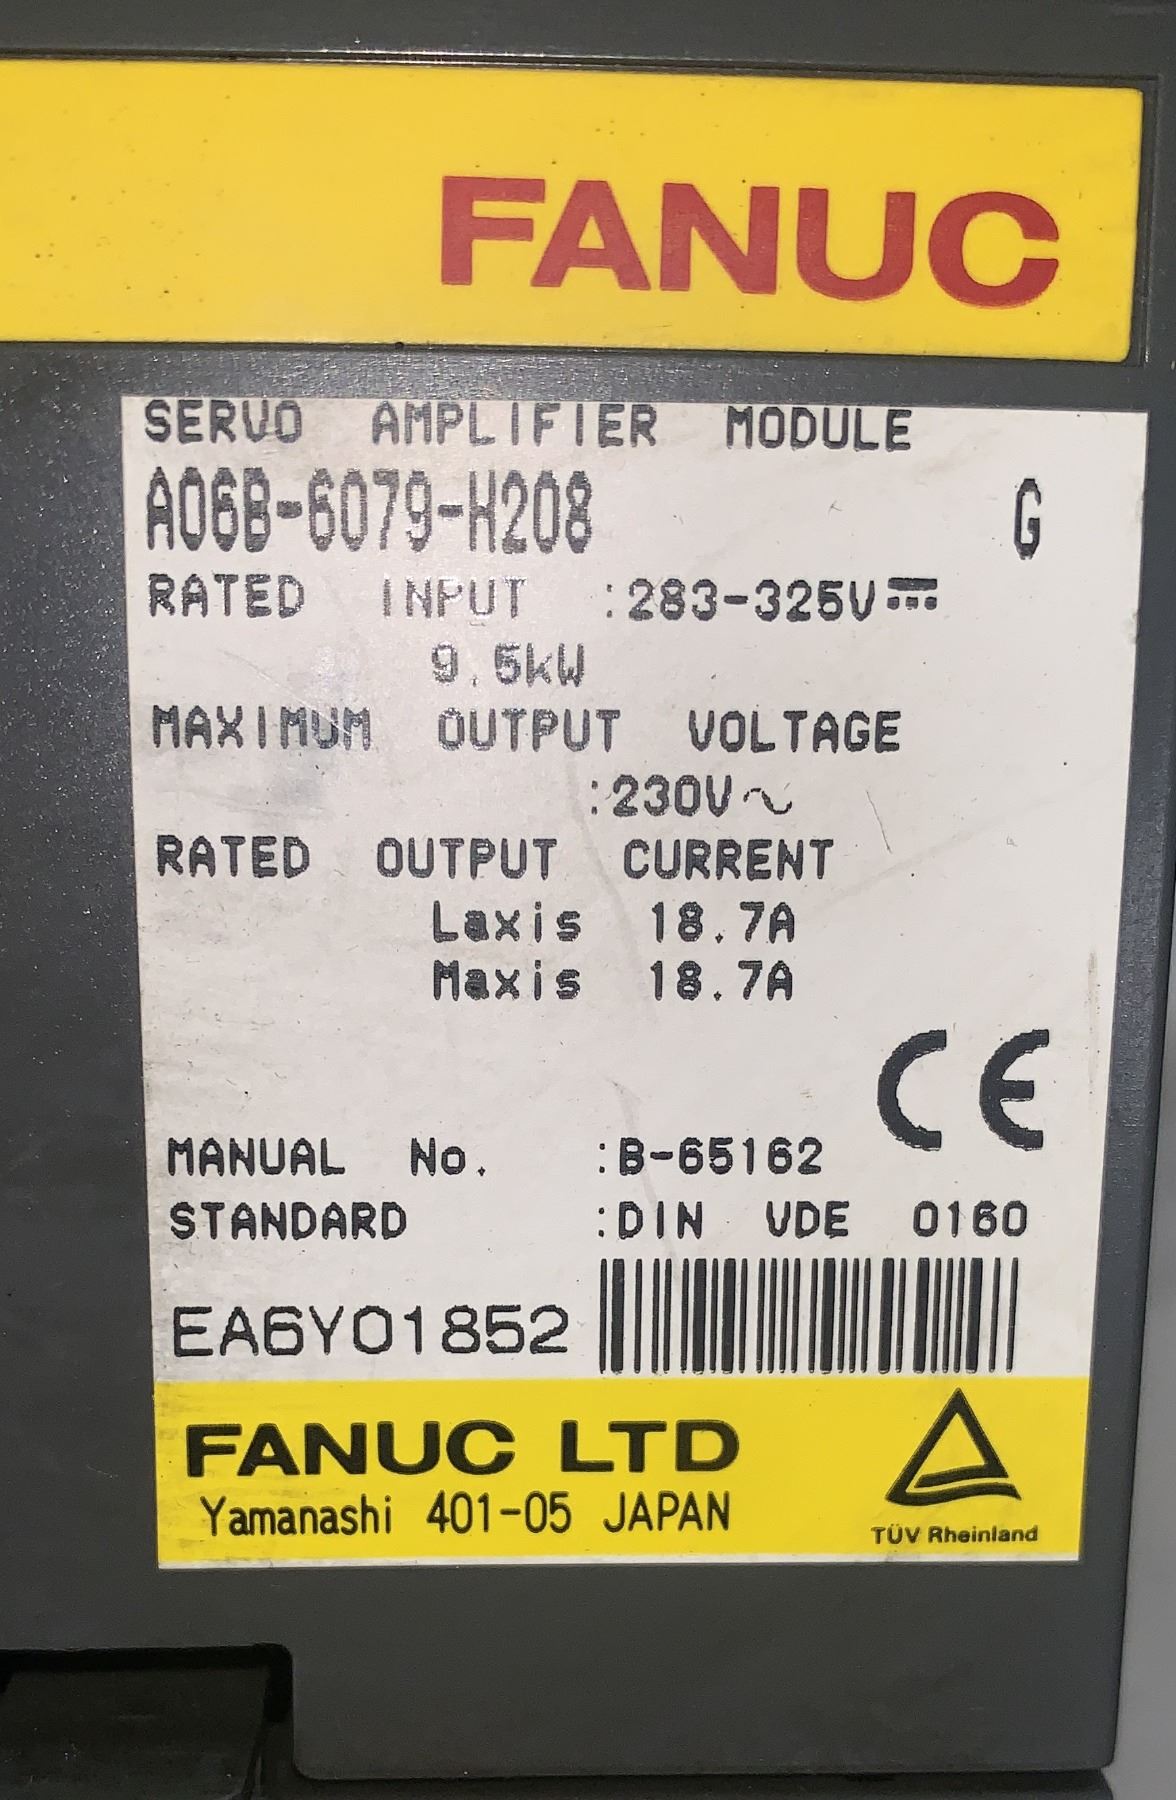 FANUC
SERVO AMPLIFIER MODULE
A06B-6079-H208 G
RATED INPUT :283-325V⎓
9.5kW
MAXIMUM OUTPUT VOLTAGE
:230V~
RATED OUTPUT CURRENT
Laxis 18.7A
Maxis 18.7A
CE
MANUAL No. :B-65162
STANDARD :DIN VDE 0160
EA6Y01852
FANUC LTD
Yamanashi 401-05 JAPAN
TÜV Rheinland